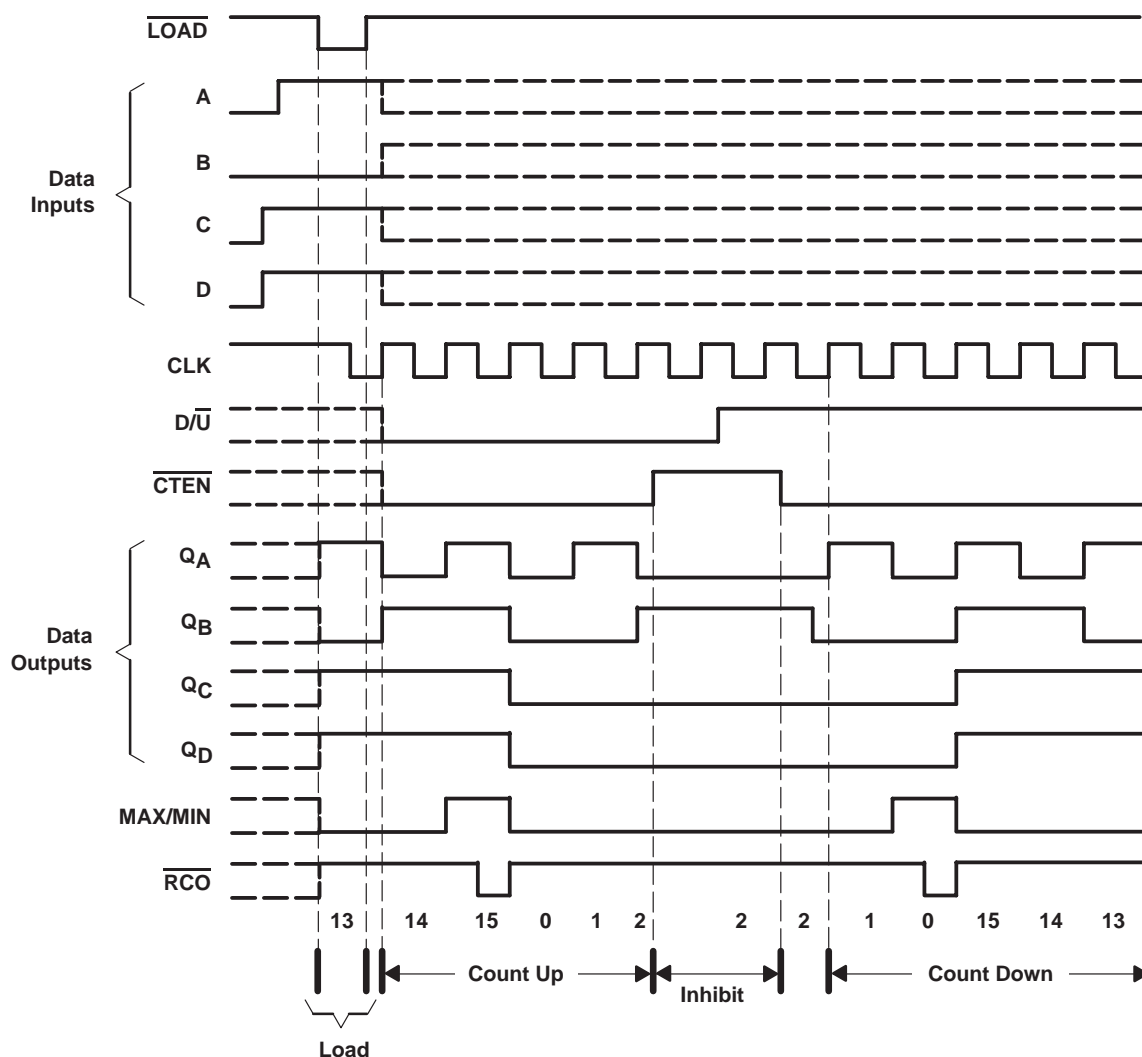 LOAD
A
B
Data
Inputs
C
D
CLK
D/U
CTEN
QA
QB
Data
Outputs
QC
QD
MAX/MIN
RCO
13 14 15 0 1 2 2 2 1 0 15 14 13
Count Up
Inhibit
Count Down
Load